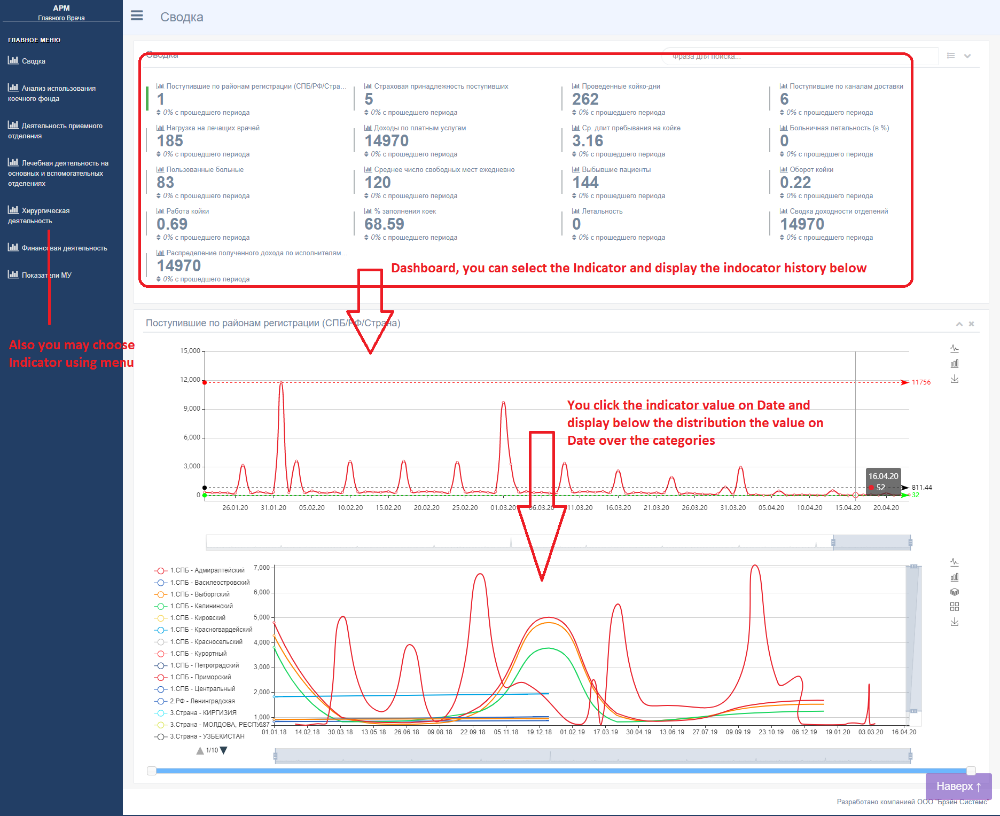 АРМ
Главного Врача
ГЛАВНОЕ МЕНЮ
Сводка
Анализ использования
коечного фонда
Деятельность приемного
отделения
Лечебная деятельность на
основных и вспомогательных
отделениях
Хирургическая
деятельность
Финансовая деятельность
Показатели МУ
Also you may choose
Indicator using menu
Сводка
Сводка
Фраза для поиска...
Поступившие по районам регистрации (СПБ/РФ/Стра...
1
0% с прошедшего периода
Страховая принадлежность поступивших
5
0% с прошедшего периода
Проведенные койко-дни
262
0% с прошедшего периода
Поступившие по каналам доставки
6
0% с прошедшего периода
Нагрузка на лечащих врачей
185
0% с прошедшего периода
Доходы по платным услугам
14970
0% с прошедшего периода
Ср. длит пребывания на койке
3.16
0% с прошедшего периода
Больничная летальность (в %)
0
0% с прошедшего периода
Пользованные больные
83
0% с прошедшего периода
Среднее число свободных мест ежедневно
120
0% с прошедшего периода
Выбывшие пациенты
144
0% с прошедшего периода
Оборот койки
0.22
0% с прошедшего периода
Работа койки
0.69
0% с прошедшего периода
% заполнения коек
68.59
0% с прошедшего периода
Летальность
0
0% с прошедшего периода
Сводка доходности отделений
14970
0% с прошедшего периода
Распределение полученного дохода по исполнителям...
14970
0% с прошедшего периода
Dashboard, you can select the Indicator and display the indocator history below
Поступившие по районам регистрации (СПБ/РФ/Страна)
15,000
12,000
9,000
6,000
3,000
0
11756
811.44
32
16.04.20
52
You click the indicator value on Date and
display below the distribution the value on
Date over the categories
26.01.20 31.01.20 05.02.20 10.02.20 15.02.20 20.02.20 25.02.20 01.03.20 06.03.20 11.03.20 16.03.20 21.03.20 26.03.20 31.03.20 05.04.20 10.04.20 15.04.20 20.04.20
1.СПБ - Адмиралтейский
1.СПБ - Василеостровский
1.СПБ - Выборгский
1.СПБ - Калининский
1.СПБ - Кировский
1.СПБ - Красногвардейский
1.СПБ - Красносельский
1.СПБ - Курортный
1.СПБ - Петроградский
1.СПБ - Приморский
1.СПБ - Центральный
2.РФ - Ленинградская
3.Страна - КИРГИЗИЯ
3.Страна - МОЛДОВА, РЕСПУ
3.Страна - УЗБЕКИСТАН
1/10
7,000
6,000
5,000
4,000
3,000
2,000
1,000
687
01.01.18 14.02.18 30.03.18 13.05.18 26.06.18 09.08.18 22.09.18 05.11.18 19.12.18 01.02.19 17.03.19 30.04.19 13.06.19 27.07.19 09.09.19 23.10.19 06.12.19 19.01.20 03.03.20 16.04.20
Наверх ↑
Разработано компанией ООО "Брэйн Системс"